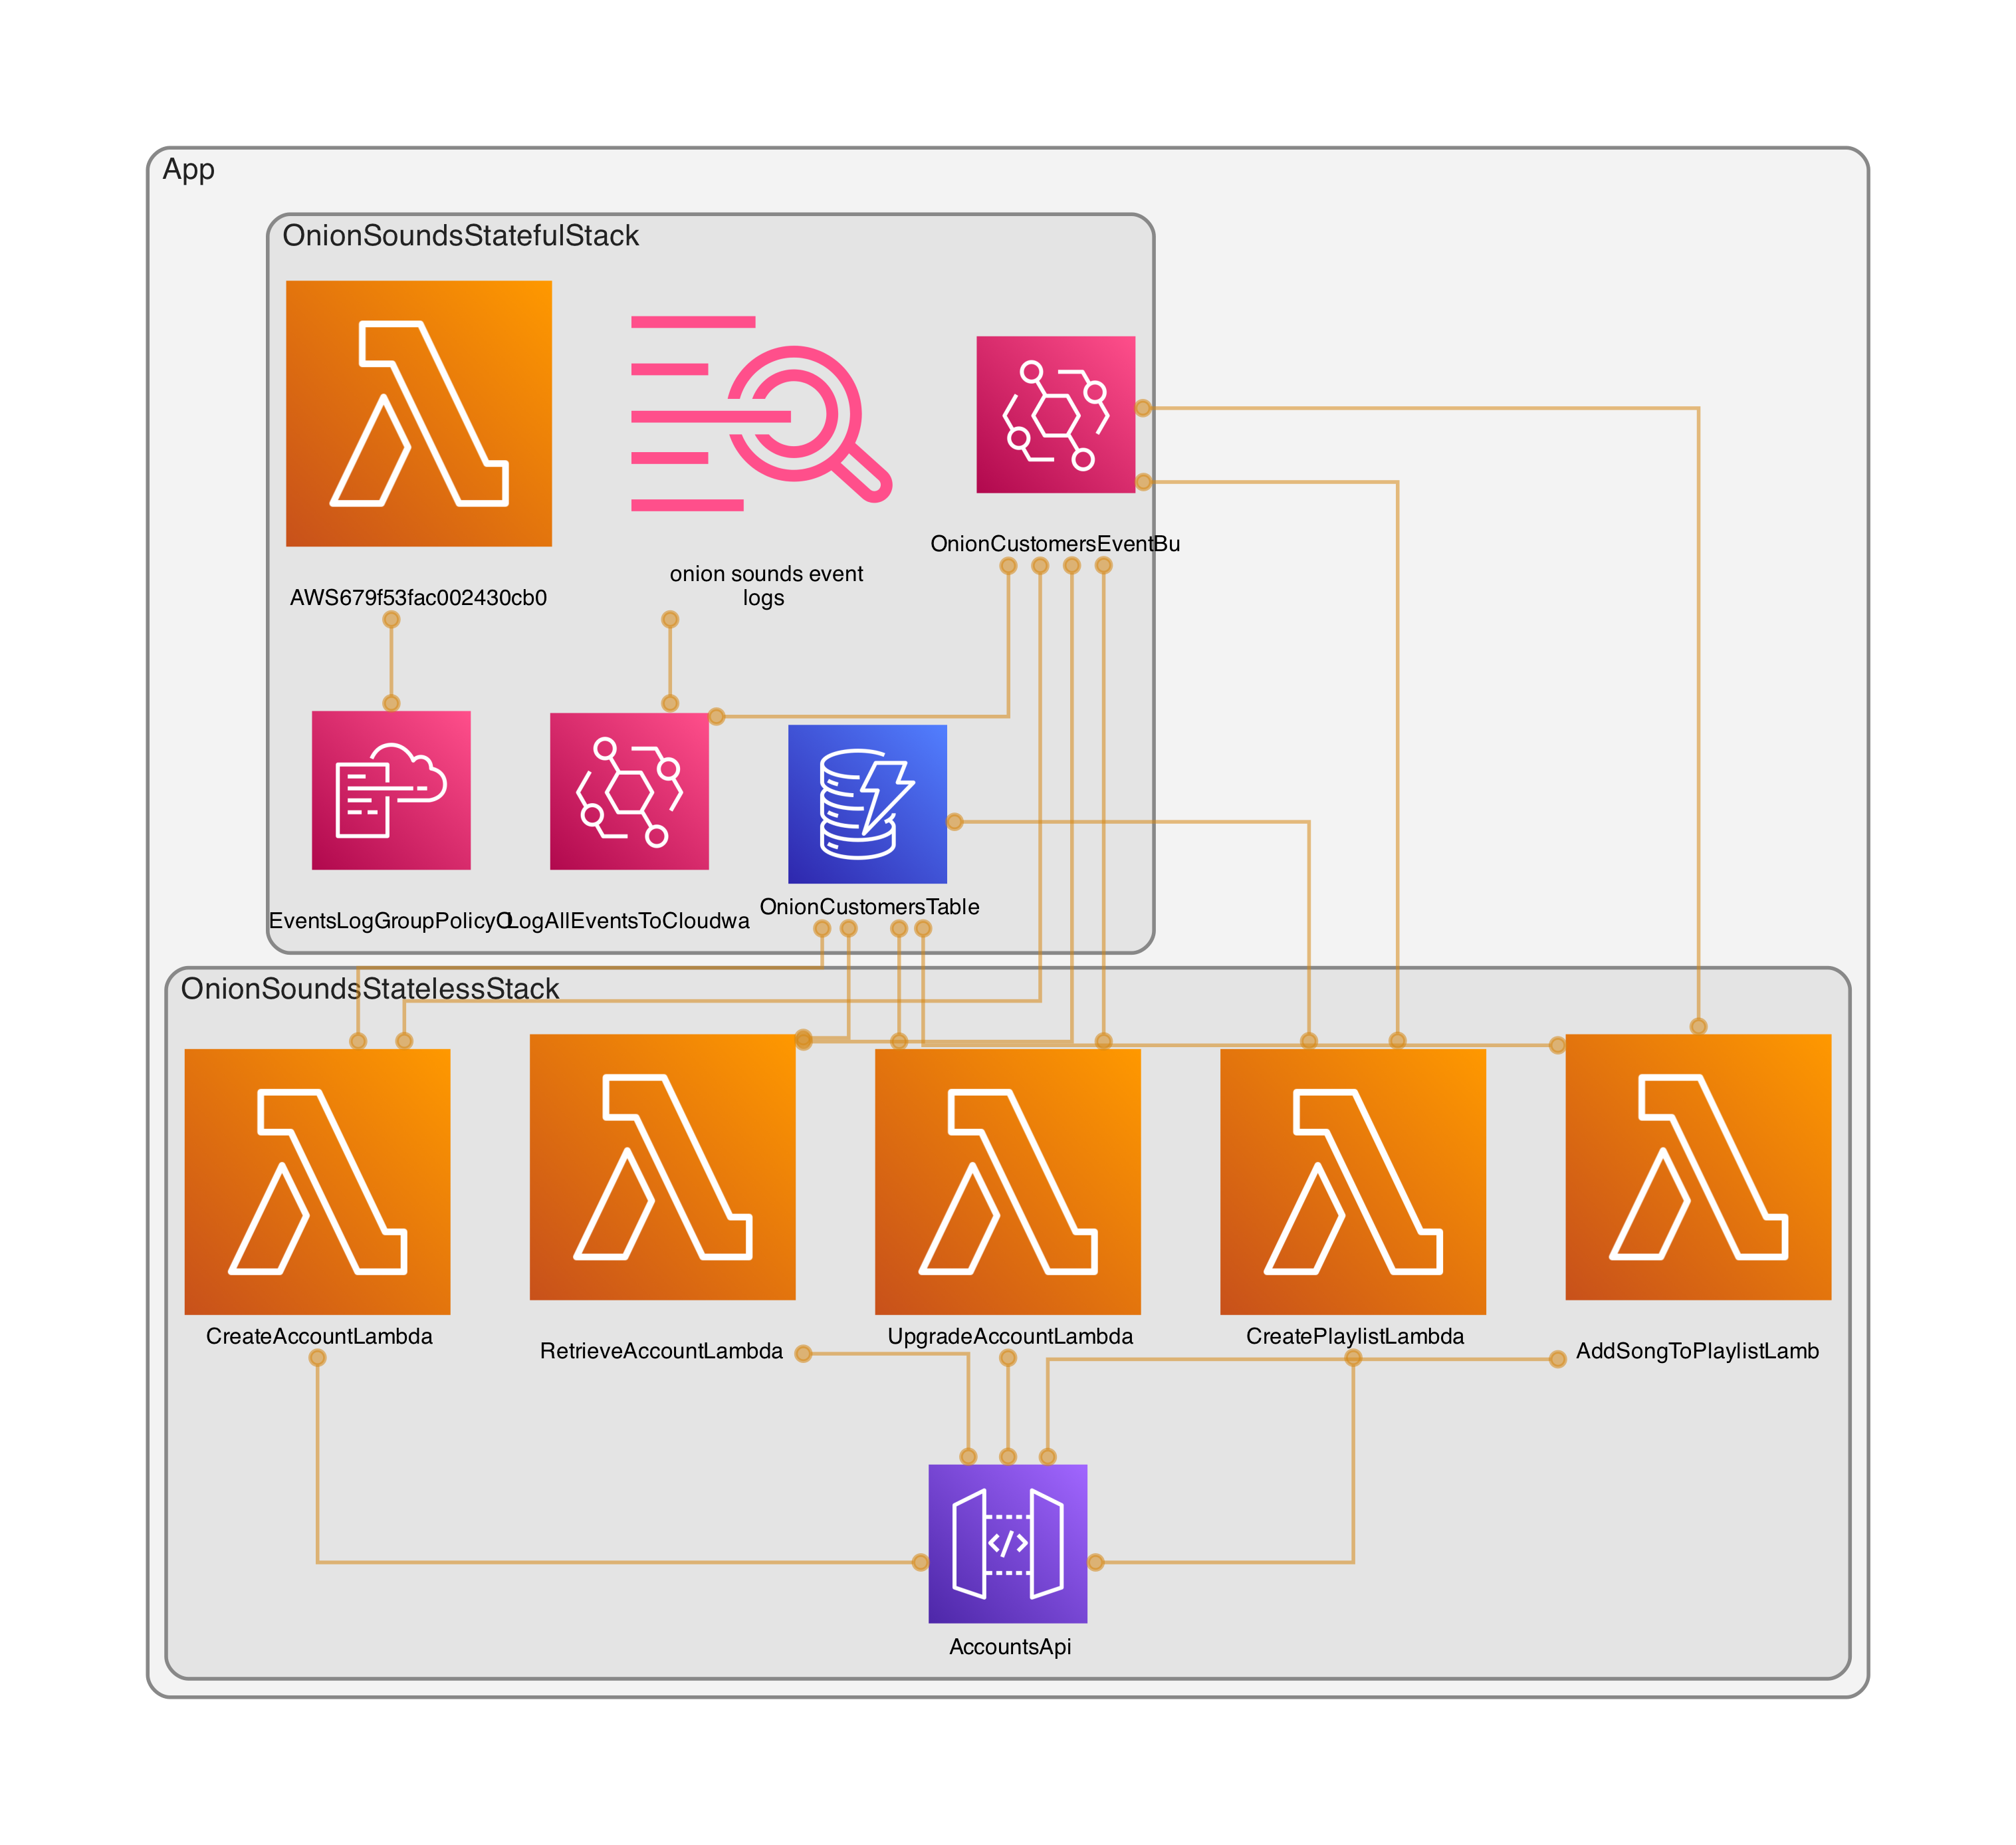 App
OnionSoundsStatefulStack
OnionCustomersEventBu
onion sounds event
logs
AWS679f53fac002430cb0
OnionCustomersTable
EventsLogGroupPolicyO
LogAllEventsToCloudwa
OnionSoundsStatelessStack
CreateAccountLambda
RetrieveAccountLambda
UpgradeAccountLambda
CreatePlaylistLambda
AddSongToPlaylistLamb
</>
AccountsApi